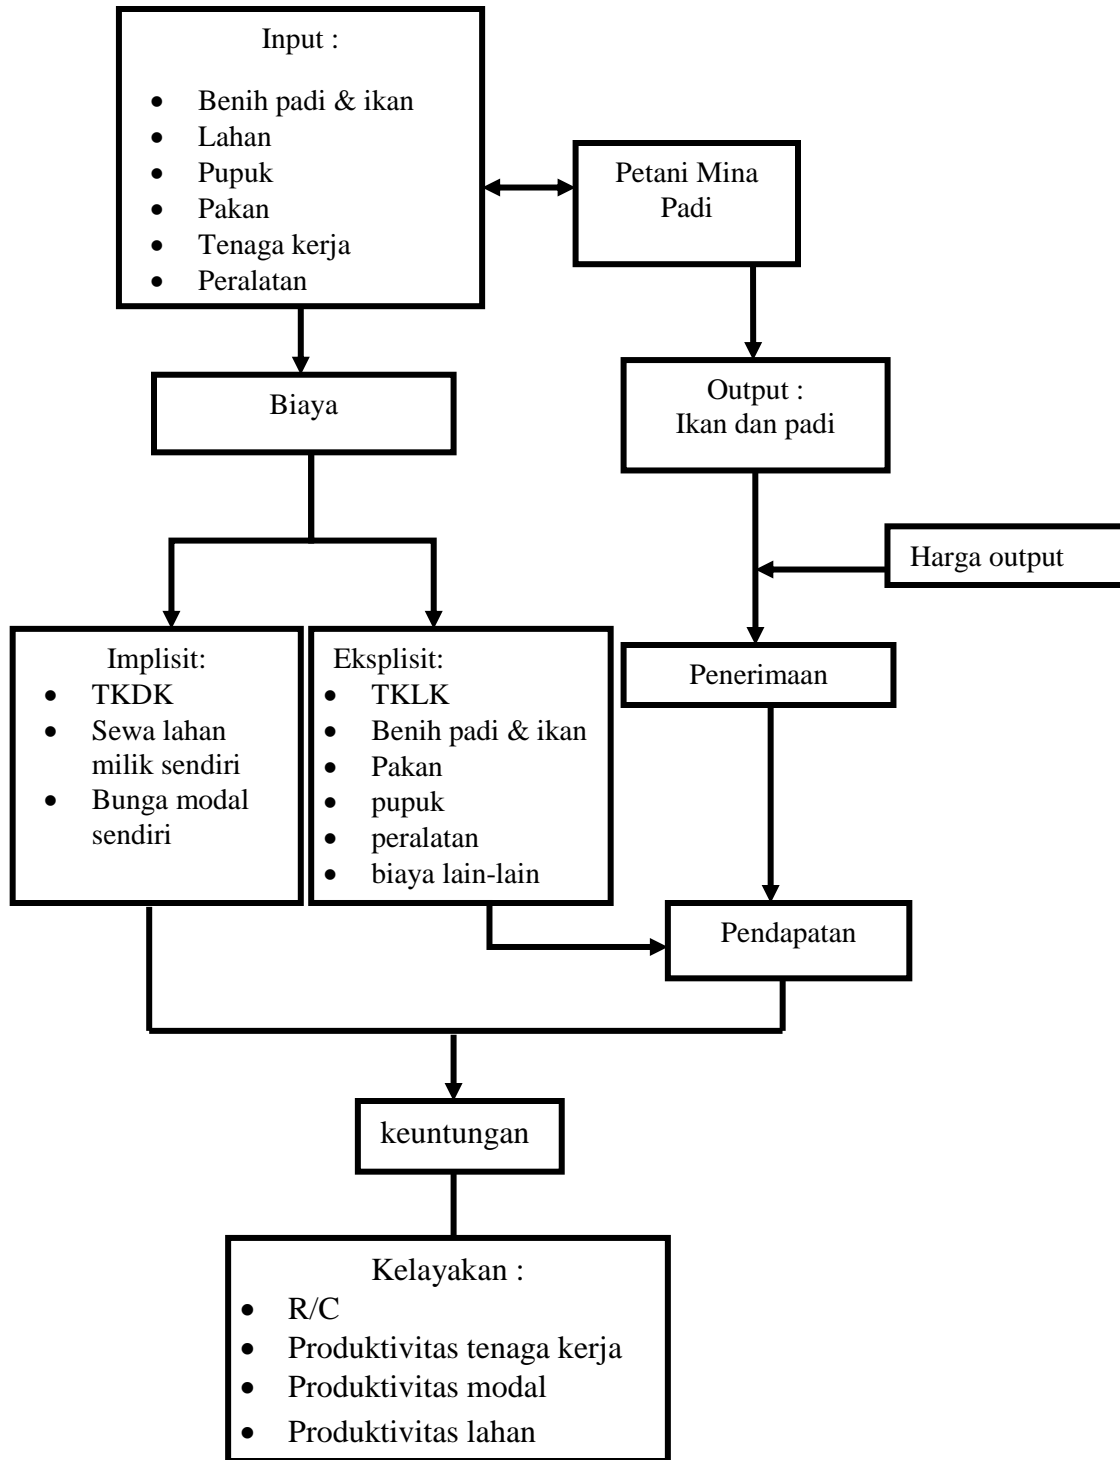 Input :
• Benih padi & ikan
• Lahan
• Pupuk
• Pakan
• Tenaga kerja
• Peralatan
Petani Mina
Padi
Biaya
Output :
Ikan dan padi
Harga output
Implisit:
• TKDK
• Sewa lahan
milik sendiri
• Bunga modal
sendiri
Eksplisit:
• TKLK
• Benih padi & ikan
• Pakan
• pupuk
• peralatan
• biaya lain-lain
Penerimaan
Pendapatan
keuntungan
Kelayakan :
• R/C
• Produktivitas tenaga kerja
• Produktivitas modal
• Produktivitas lahan